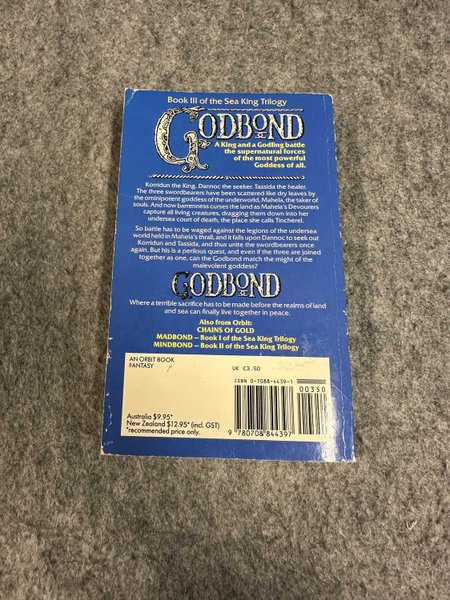 Book III of the Sea King Trilogy
GODBOND
A King and a Godling battle
the supernatural forces
of the most powerful
Goddess of all.
Korridun the King, Dannoc the seeker. Tassida the healer.
The three swordbearers have been scattered like dry leaves by
the omnipotent goddess of the underworld, Mahela, the taker of
souls. And now barrenness curses the land as Mahela's Devourers
capture all living creatures, dragging them down into her
undersea court of death, the place she calls Tincherel.
So battle has to be waged against the legions of the undersea
world held in Mahela's thrall, and it falls upon Dannoc to seek out
Korridun and Tassida, and thus unite the swordbearers once
again. But his is a perilous quest, and even if the three are joined
together as one, can the Godbond match the might of the
malevolent goddess?
GODBOND
Where a terrible sacrifice has to be made before the realms of land
and sea can finally live together in peace.
Also from Orbit:
CHAINS OF GOLD
MADBOND – Book I of the Sea King Trilogy
MINDBOND – Book II of the Sea King Trilogy
AN ORBIT BOOK
FANTASY
UK £3.50
ISBN 0-7088-4439-1
00350
Australia $9.95*
New Zealand $12.95* (incl. GST)
*recommended price only.
9 780708 844397